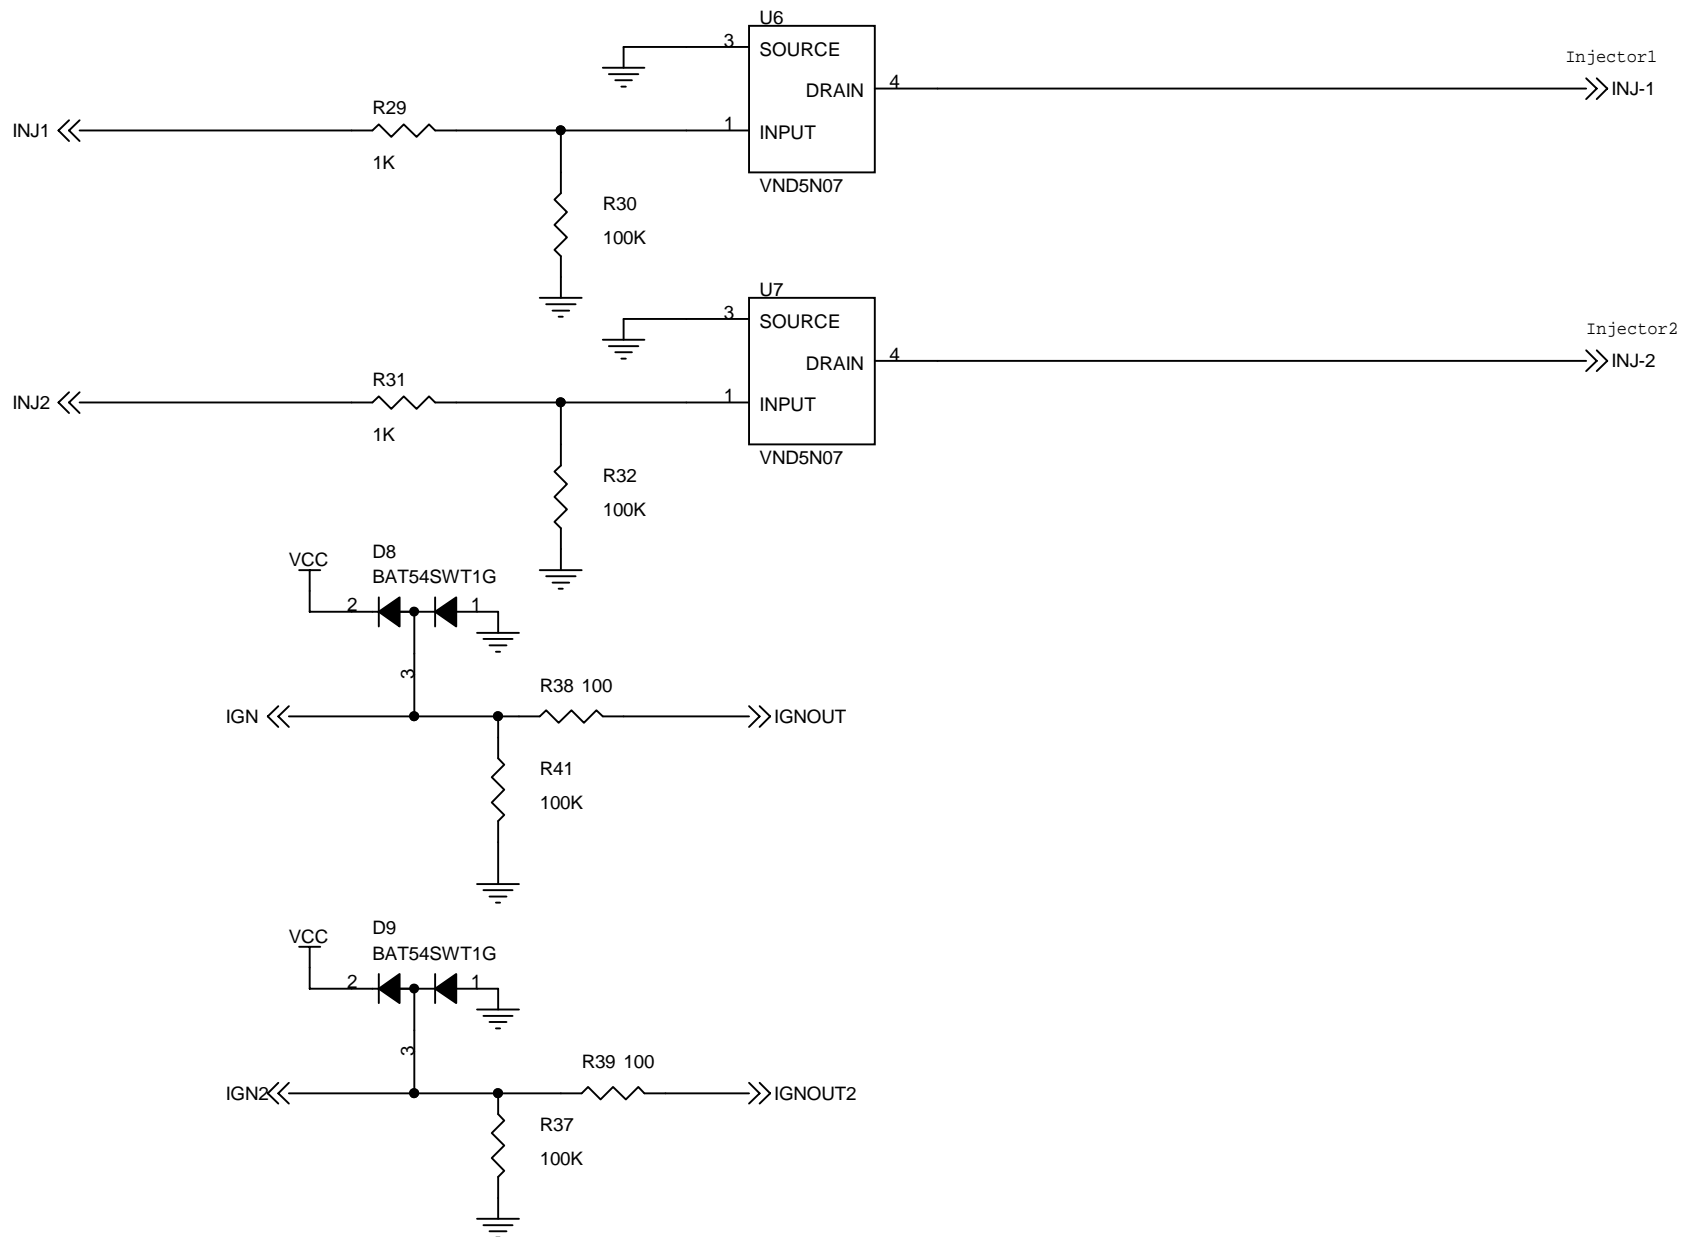 U6
3
SOURCE
Injector1
DRAIN
4
INJ-1
R29
INJ1
1
INPUT
1K
VND5N07
R30
100K
U7
3
SOURCE
Injector2
DRAIN
4
INJ-2
R31
INJ2
1
INPUT
1K
VND5N07
R32
100K
D8
VCC
BAT54SWT1G
2
1
3
R38 100
IGN
IGNOUT
R41
100K
D9
VCC
BAT54SWT1G
2
1
3
R39 100
IGN2
IGNOUT2
R37
100K